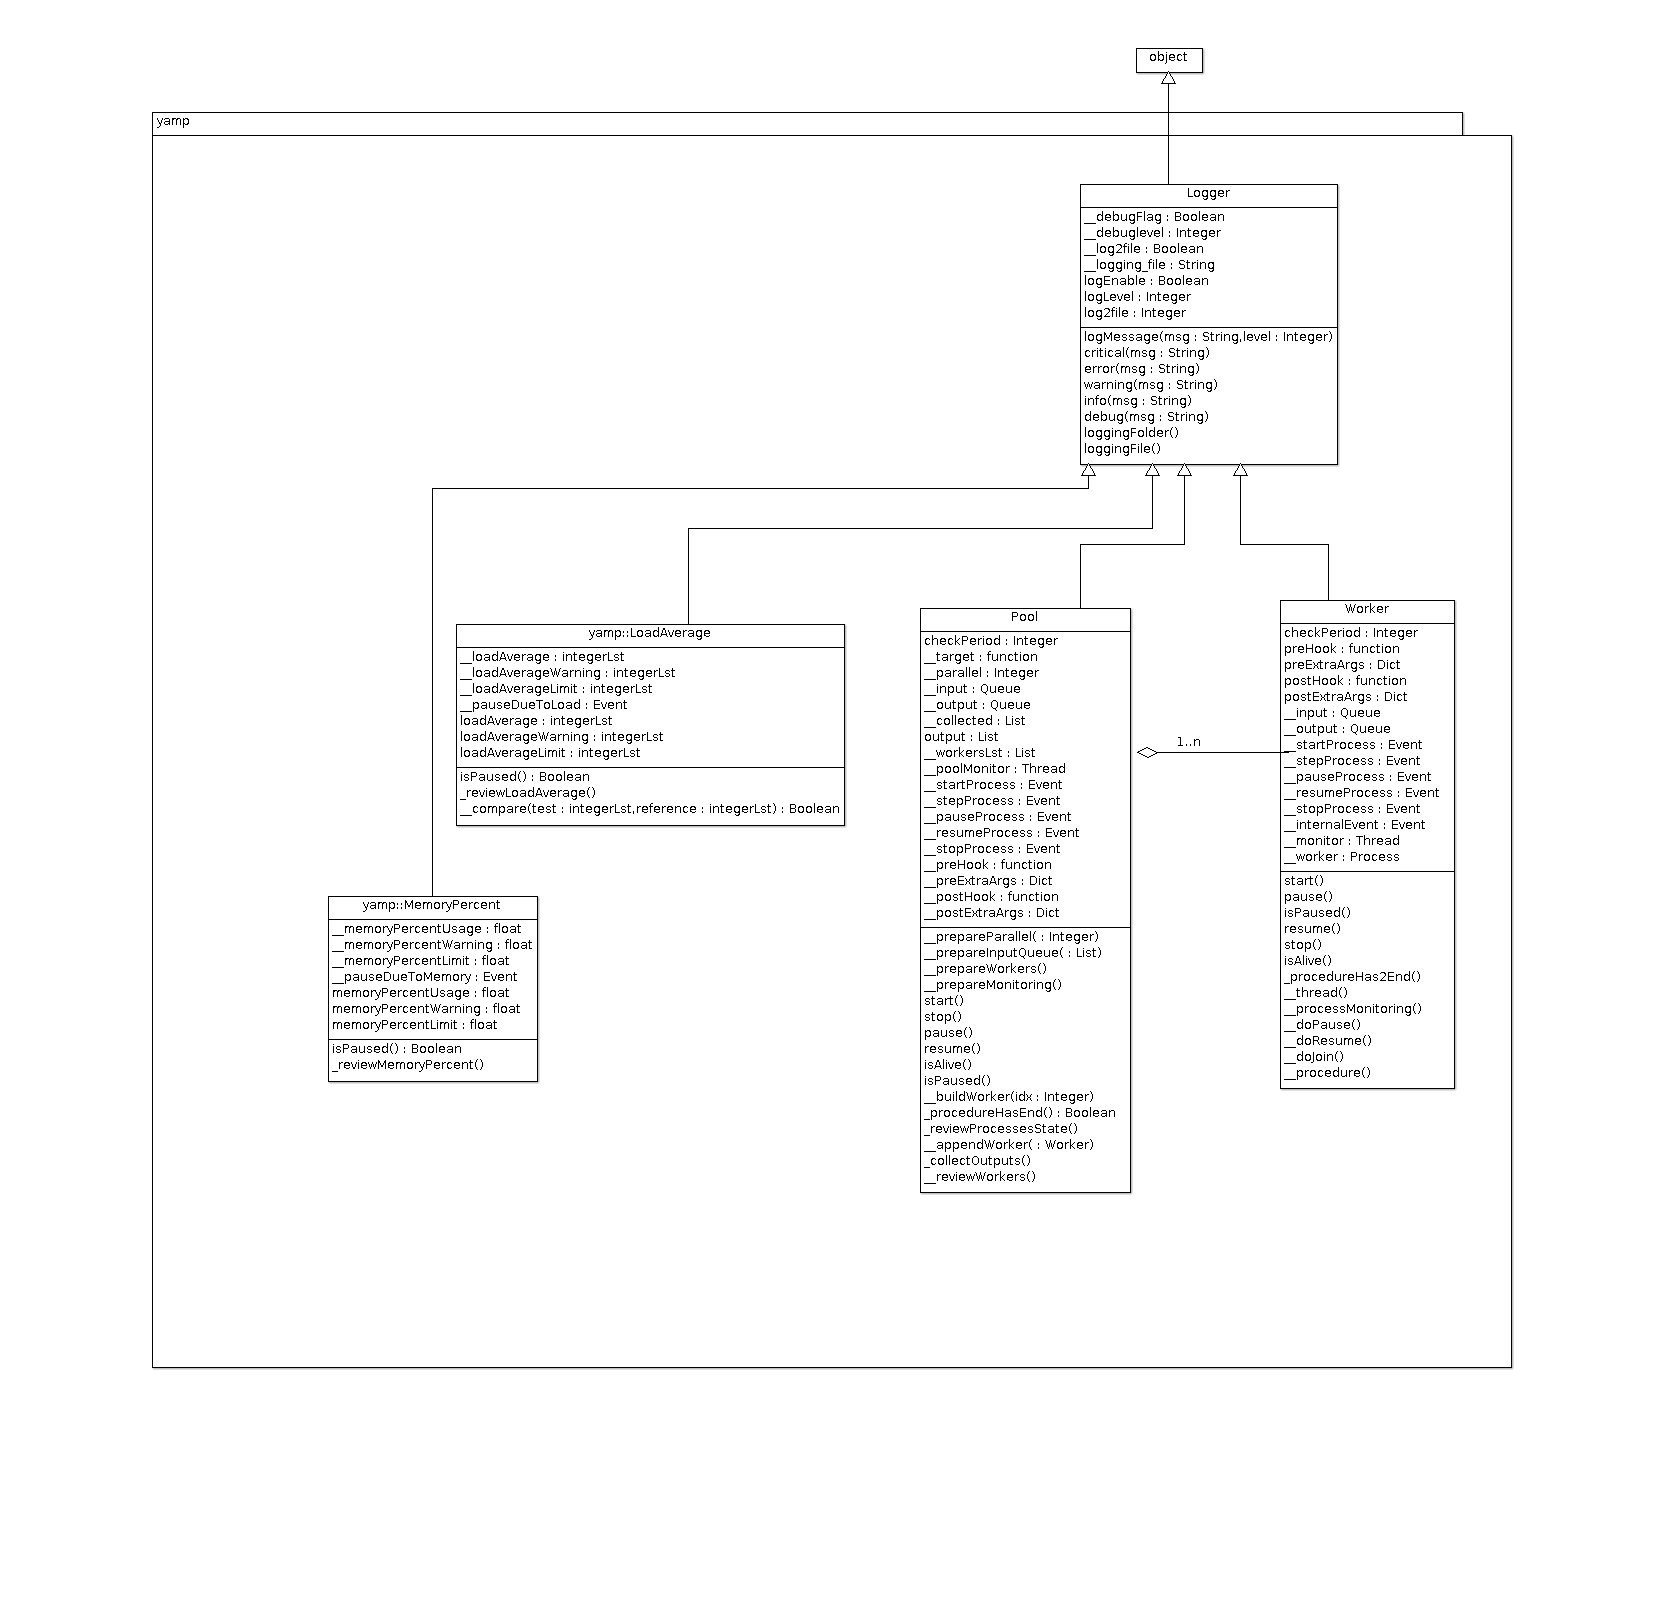 object
yamp
Logger
__debugFlag : Boolean
__debuglevel : Integer
__log2file : Boolean
__logging_file : String
logEnable : Boolean
logLevel : Integer
log2file : Integer
logMessage(msg : String,level : Integer)
critical(msg : String)
error(msg : String)
warning(msg : String)
info(msg : String)
debug(msg : String)
loggingFolder()
loggingFile()
yamp::LoadAverage
__loadAverage : integerLst
__loadAverageWarning : integerLst
__loadAverageLimit : integerLst
__pauseDueToLoad : Event
loadAverage : integerLst
loadAverageWarning : integerLst
loadAverageLimit : integerLst
isPaused() : Boolean
_reviewLoadAverage()
__compare(test : integerLst,reference : integerLst) : Boolean
yamp::MemoryPercent
__memoryPercentUsage : float
__memoryPercentWarning : float
__memoryPercentLimit : float
__pauseDueToMemory : Event
memoryPercentUsage : float
memoryPercentWarning : float
memoryPercentLimit : float
isPaused() : Boolean
_reviewMemoryPercent()
Pool
checkPeriod : Integer
__target : function
__parallel : Integer
__input : Queue
__output : Queue
__collected : List
output : List
__workersLst : List
__poolMonitor : Thread
__startProcess : Event
__stepProcess : Event
__pauseProcess : Event
__resumeProcess : Event
__stopProcess : Event
__preHook : function
__preExtraArgs : Dict
__postHook : function
__postExtraArgs : Dict
__prepareParallel( : Integer)
__prepareInputQueue( : List)
__prepareWorkers()
__prepareMonitoring()
start()
stop()
pause()
resume()
isAlive()
isPaused()
__buildWorker(idx : Integer)
_procedureHasEnd() : Boolean
_reviewProcessesState()
__appendWorker( : Worker)
_collectOutputs()
__reviewWorkers()
1..n
Worker
checkPeriod : Integer
preHook : function
preExtraArgs : Dict
postHook : function
postExtraArgs : Dict
__input : Queue
__output : Queue
__startProcess : Event
__stepProcess : Event
__pauseProcess : Event
__resumeProcess : Event
__stopProcess : Event
__internalEvent : Event
__monitor : Thread
__worker : Process
start()
pause()
isPaused()
resume()
stop()
isAlive()
_procedureHas2End()
__thread()
__processMonitoring()
__doPause()
__doResume()
__doJoin()
__procedure()